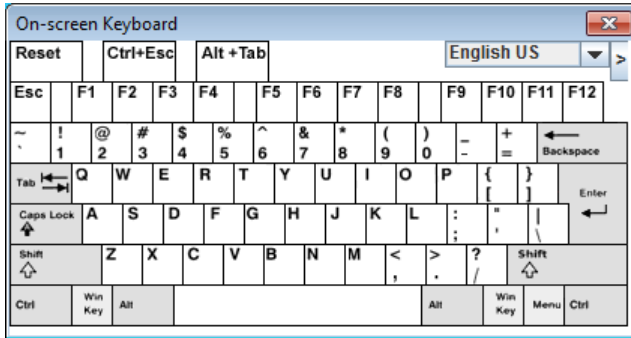 On-screen Keyboard
Reset Ctrl+Esc Alt +Tab English US >
Esc F1 F2 F3 F4 F5 F6 F7 F8 F9 F10 F11 F12
~ ! @ # $ % ^ & * ( ) _ +
` 1 2 3 4 5 6 7 8 9 0 - = Backspace
Tab Q W E R T Y U I O P { }
[ ] Enter
Caps Lock A S D F G H J K L : " |
; ' \
Shift Z X C V B N M < > ? Shift
, . /
Ctrl Win Key Alt Alt Win Key Menu Ctrl